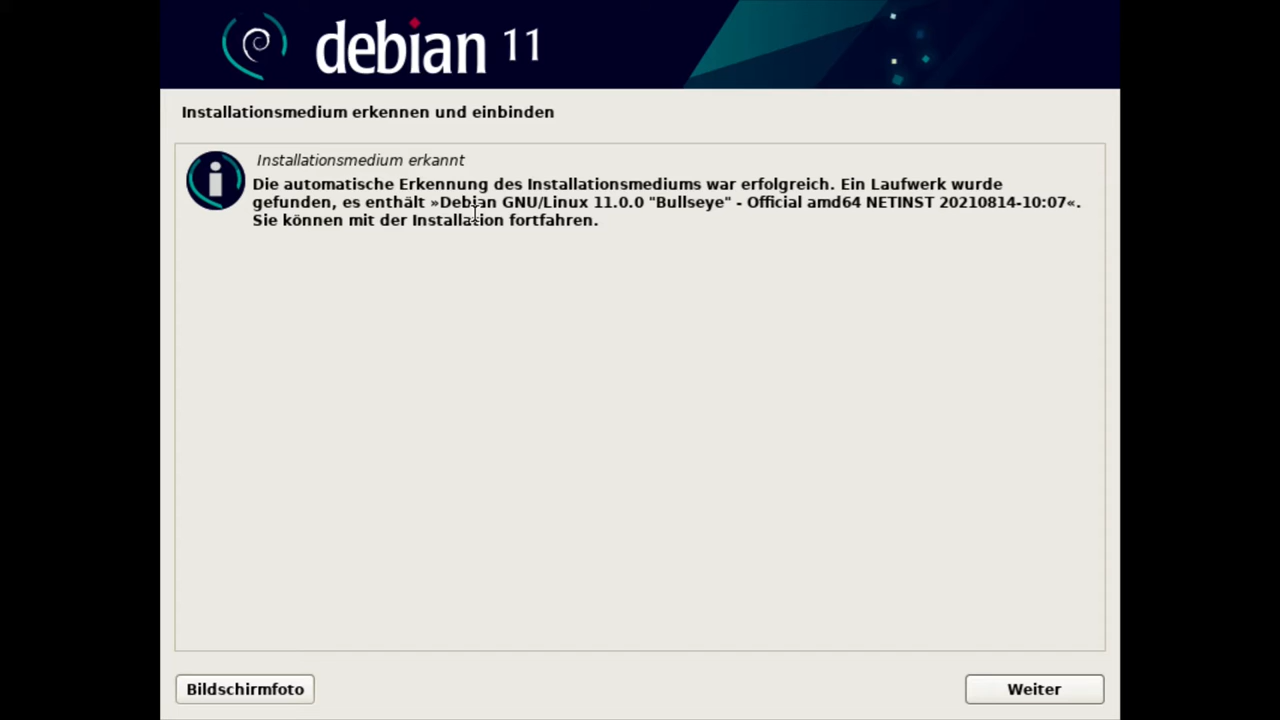 debian 11
Installationsmedium erkennen und einbinden
Installationsmedium erkannt
Die automatische Erkennung des Installationsmediums war erfolgreich. Ein Laufwerk wurde
gefunden, es enthält »Debian GNU/Linux 11.0.0 "Bullseye" - Official amd64 NETINST 20210814-10:07«.
Sie können mit der Installation fortfahren.
Bildschirmfoto
Weiter